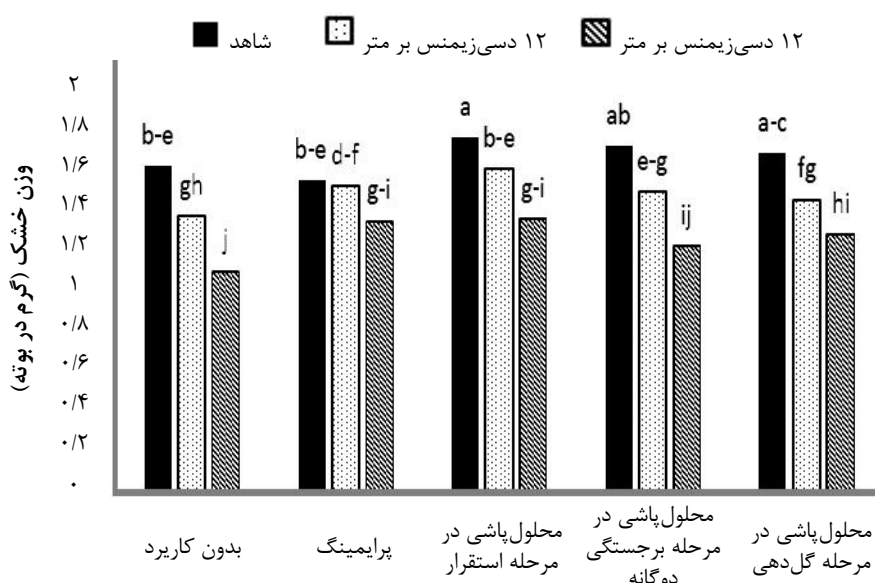 شاهد
۱۲ دسی‌زیمنس بر متر
۱۲ دسی‌زیمنس بر متر
وزن خشک (گرم در بوته)
۲
۱/۸
۱/۶
۱/۴
۱/۲
۱
۰/۸
۰/۶
۰/۴
۰/۲
۰
b-e
gh
j
b-e
d-f
g-i
a
b-e
g-i
ab
e-g
ij
a-c
fg
hi
بدون کاربرد
پرایمینگ
محلول‌پاشی در
مرحله استقرار
محلول‌پاشی در
مرحله برجستگی
دوگانه
محلول‌پاشی در
مرحله گل‌دهی